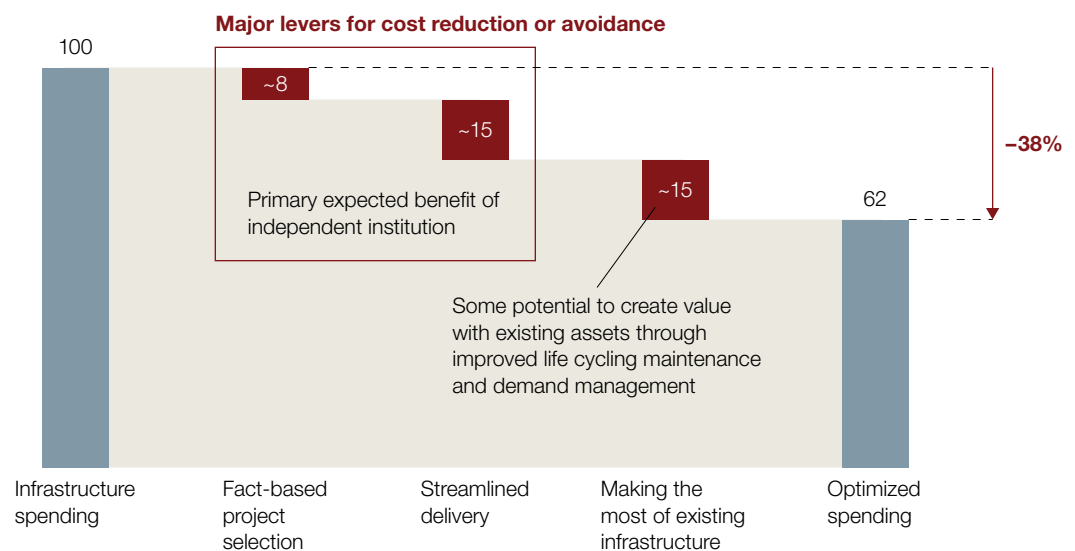 Major levers for cost reduction or avoidance
100
~8
~15
~15
–38%
62
Primary expected benefit of
independent institution
Some potential to create value
with existing assets through
improved life cycling maintenance
and demand management
Infrastructure
spending
Fact-based
project
selection
Streamlined
delivery
Making the
most of existing
infrastructure
Optimized
spending